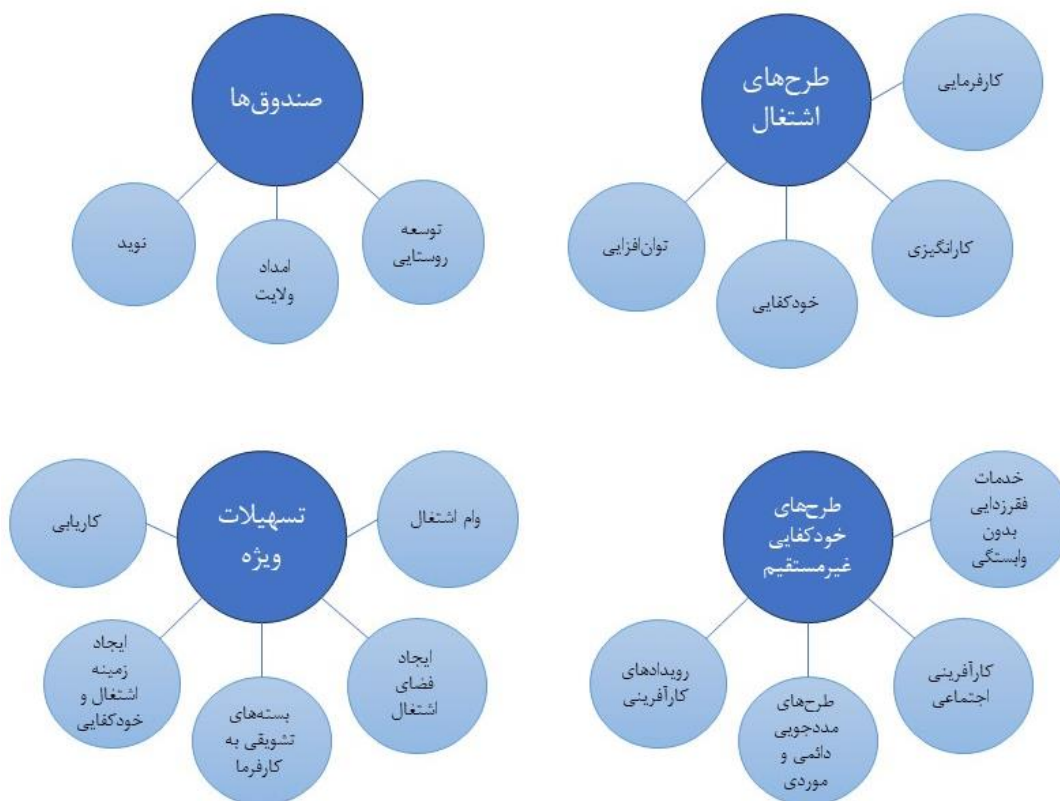 طرح‌های
اشتغال
کارفرمایی
کارانگیزی
خودکفایی
توان‌افزایی
صندوق‌ها
توسعه
روستایی
امداد
ولایت
نوید
طرح‌های
خودکفایی
غیرمستقیم
خدمات
فقرزدایی
بدون
وابستگی
کارآفرینی
اجتماعی
طرح‌های
مددجویی
دائمی و
موردی
رویدادهای
کارآفرینی
تسهیلات
ویژه
وام اشتغال
ایجاد
فضای
اشتغال
بسته‌های
تشویقی به
کارفرما
ایجاد
زمینه
اشتغال و
خودکفایی
کاریابی